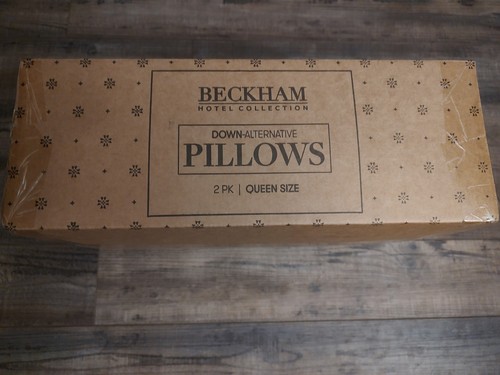 BECKHAM
HOTEL COLLECTION
DOWN-ALTERNATIVE
PILLOWS
2 PK | QUEEN SIZE